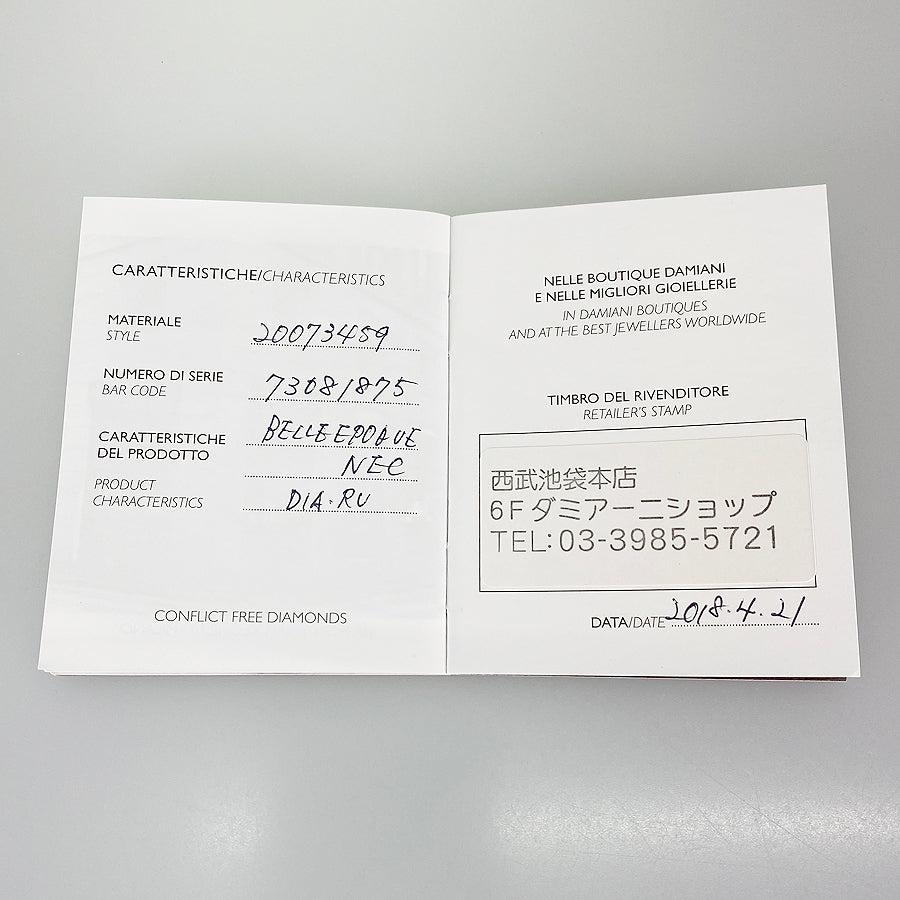 CARATTERISTICHE/CHARACTERISTICS
MATERIALE
STYLE
20073459
NUMERO DI SERIE
BAR CODE
73081875
CARATTERISTICHE
DEL PRODOTTO
PRODUCT
CHARACTERISTICS
BELLE EPOQUE
NEC
DIA.RU
CONFLICT FREE DIAMONDS
NELLE BOUTIQUE DAMIANI
E NELLE MIGLIORI GIOIELLERIE
IN DAMIANI BOUTIQUES
AND AT THE BEST JEWELLERS WORLDWIDE
TIMBRO DEL RIVENDITORE
RETAILER'S STAMP
西武池袋本店
6Fダミアーニショップ
TEL:03-3985-5721
DATA/DATE 2018.4.21